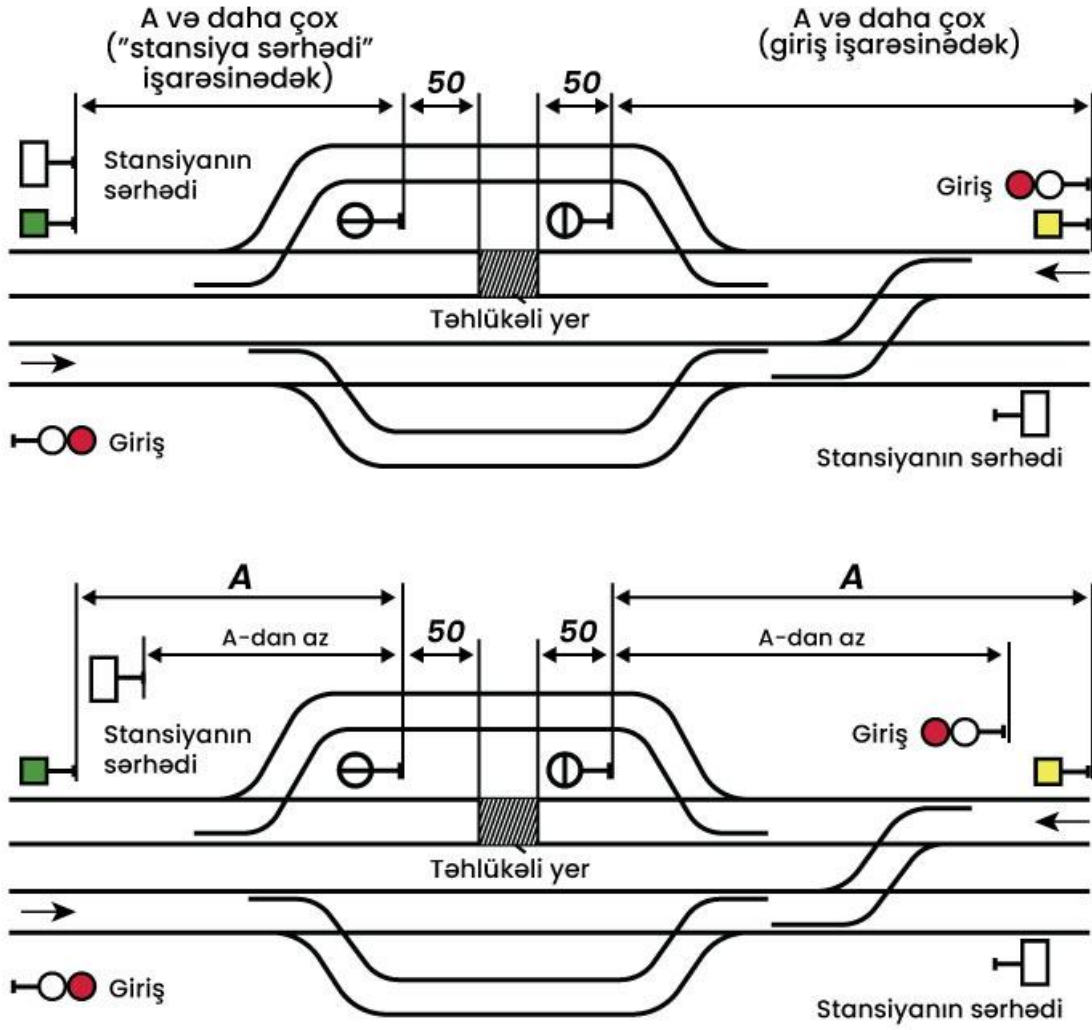 A və daha çox
("stansiya sərhədi"
işarəsinədək)
A və daha çox
(giriş işarəsinədək)
50
50
Stansiyanın
sərhədi
Giriş
Təhlükəli yer
Giriş
Stansiyanın sərhədi
A
A
A-dan az
50
50
A-dan az
Stansiyanın
sərhədi
Giriş
Təhlükəli yer
Giriş
Stansiyanın sərhədi